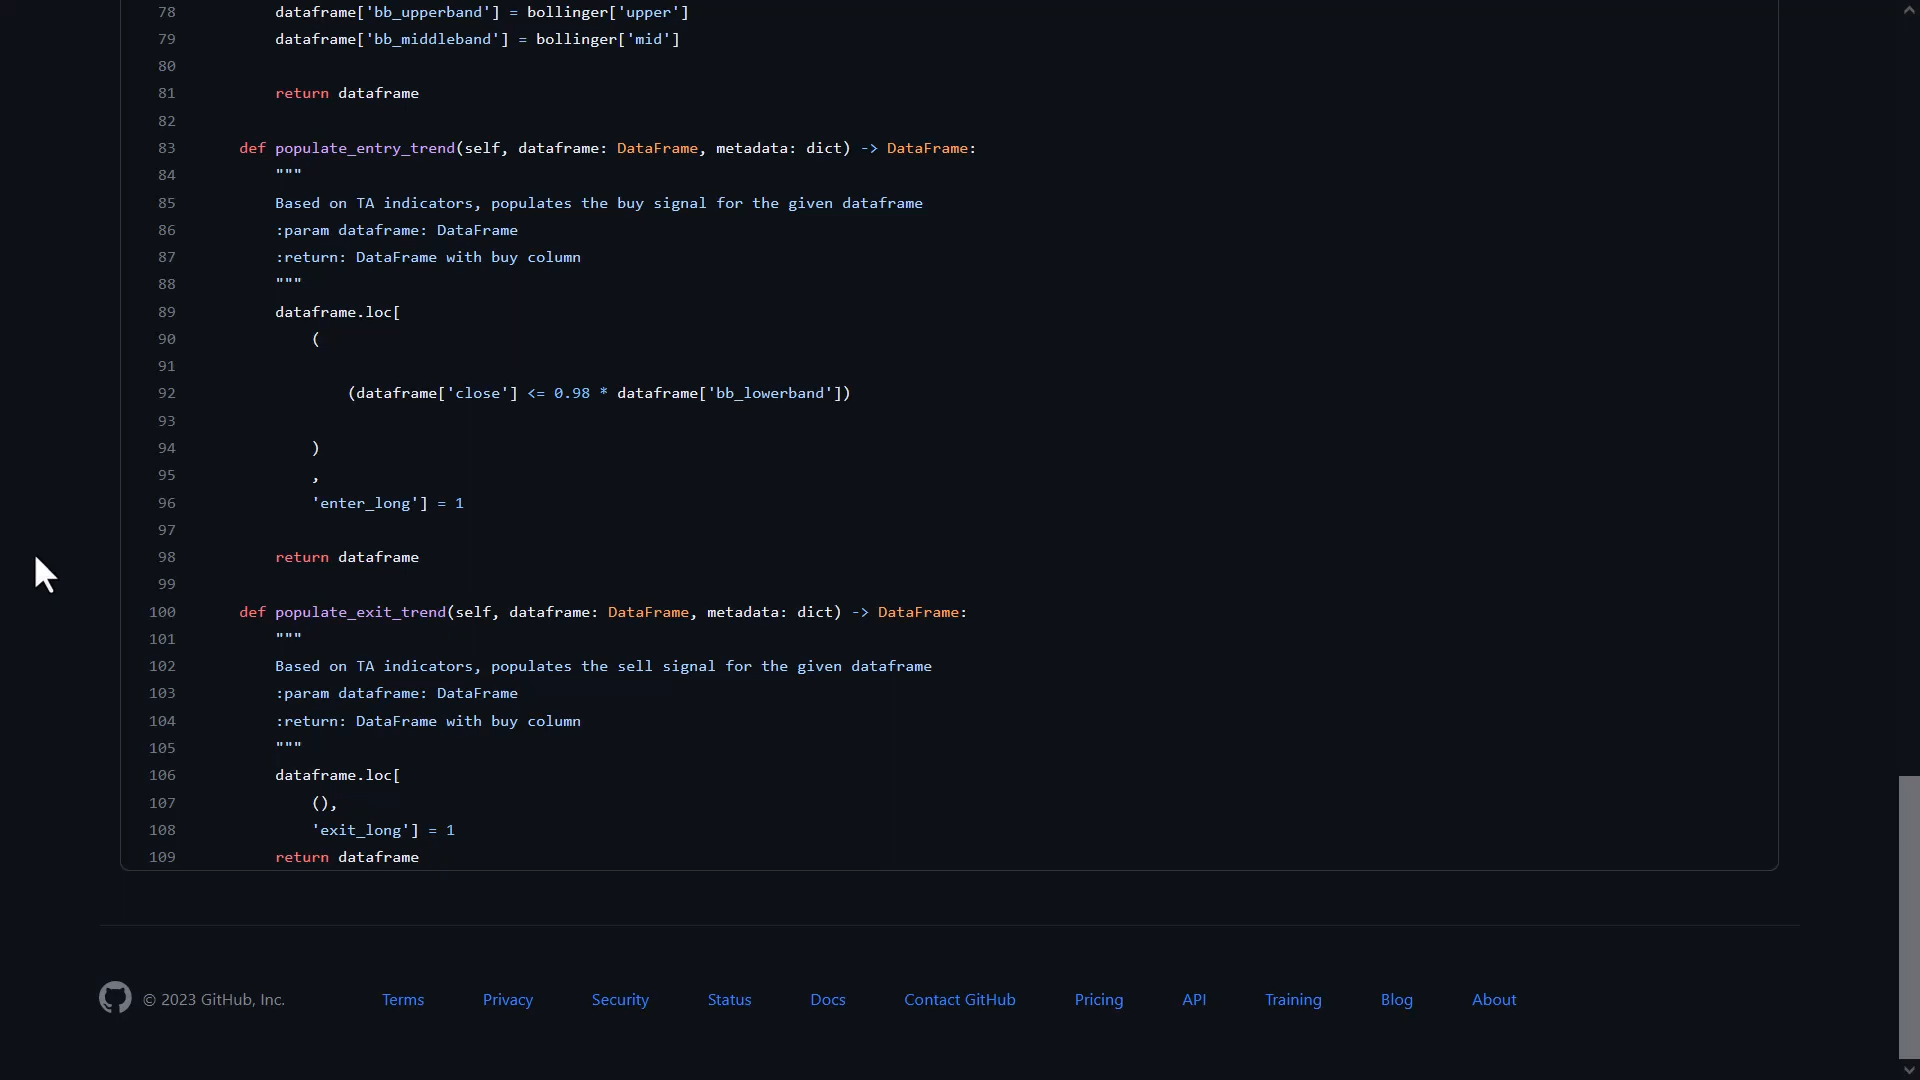 78 dataframe['bb_upperband'] = bollinger['upper']
79 dataframe['bb_middleband'] = bollinger['mid']
80
81 return dataframe
82
83 def populate_entry_trend(self, dataframe: DataFrame, metadata: dict) -> DataFrame:
84 """
85 Based on TA indicators, populates the buy signal for the given dataframe
86 :param dataframe: DataFrame
87 :return: DataFrame with buy column
88 """
89 dataframe.loc[
90 (
91
92 (dataframe['close'] <= 0.98 * dataframe['bb_lowerband'])
93
94 )
95 ,
96 'enter_long'] = 1
97
98 return dataframe
99
100 def populate_exit_trend(self, dataframe: DataFrame, metadata: dict) -> DataFrame:
101 """
102 Based on TA indicators, populates the sell signal for the given dataframe
103 :param dataframe: DataFrame
104 :return: DataFrame with buy column
105 """
106 dataframe.loc[
107 (),
108 'exit_long'] = 1
109 return dataframe
© 2023 GitHub, Inc. Terms Privacy Security Status Docs Contact GitHub Pricing API Training Blog About